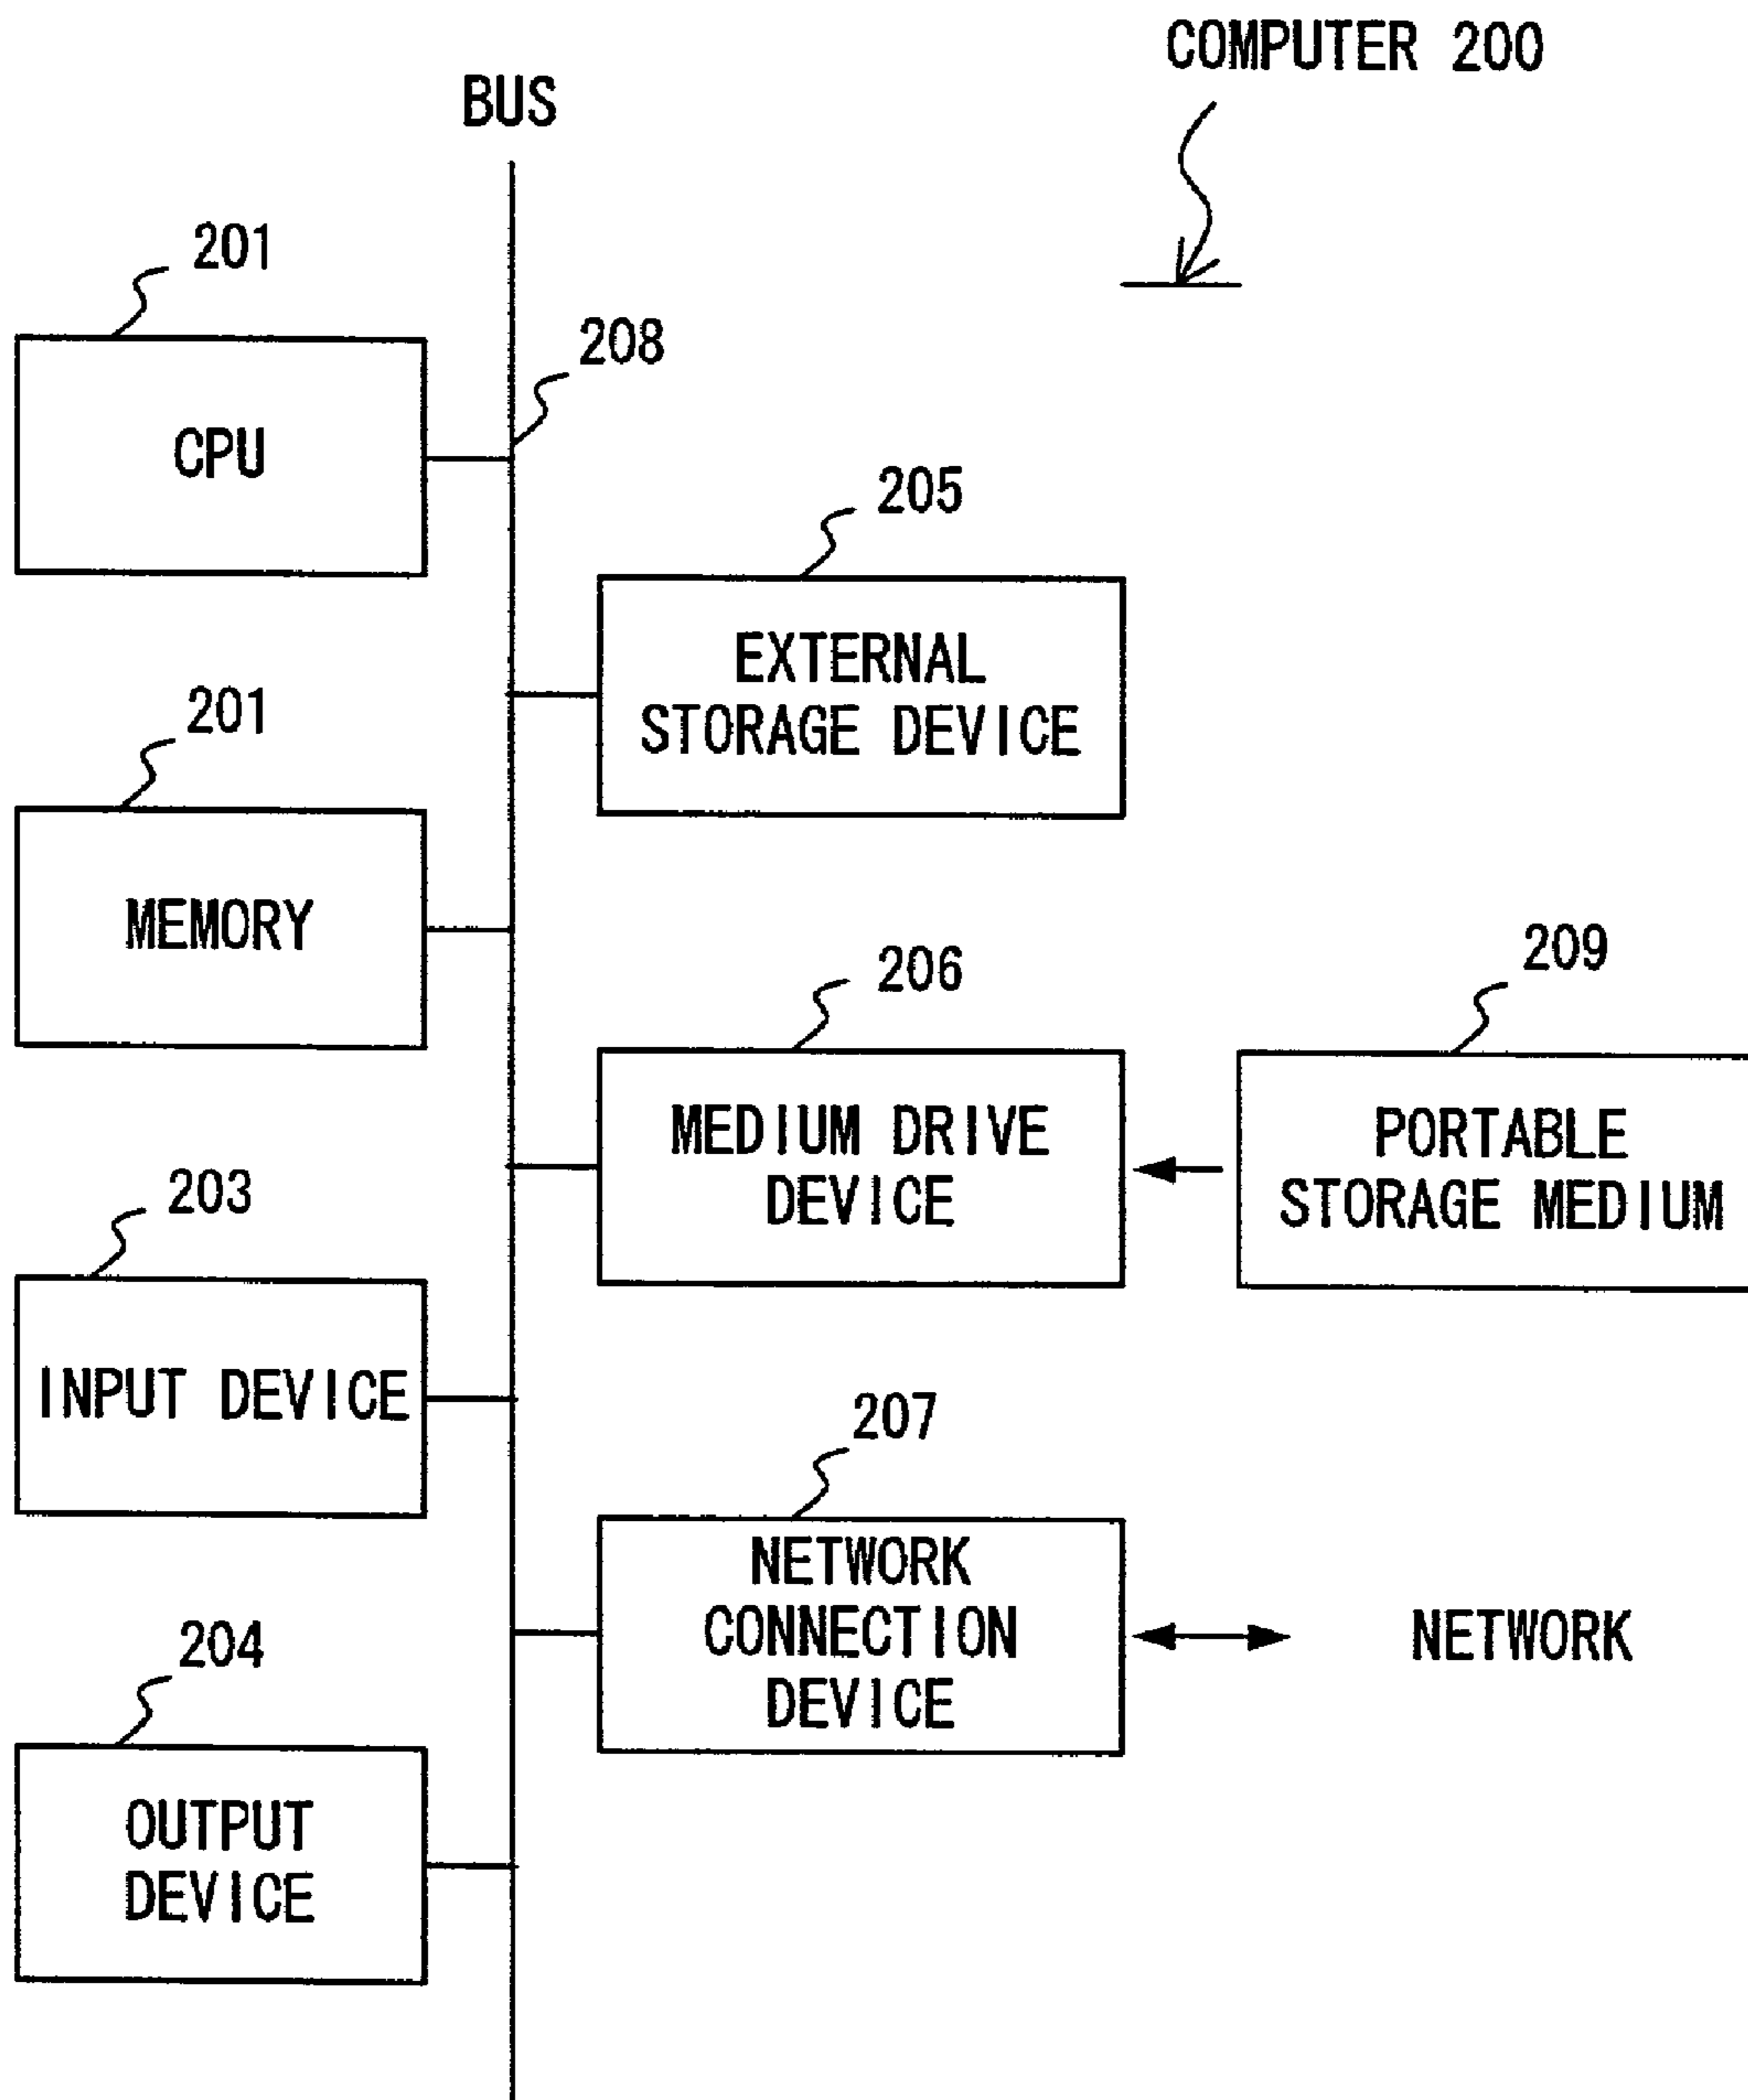 COMPUTER 200
BUS
201
CPU
208
205
EXTERNAL
STORAGE DEVICE
201
MEMORY
206
MEDIUM DRIVE
DEVICE
209
PORTABLE
STORAGE MEDIUM
203
INPUT DEVICE
207
NETWORK
CONNECTION
DEVICE
NETWORK
204
OUTPUT
DEVICE